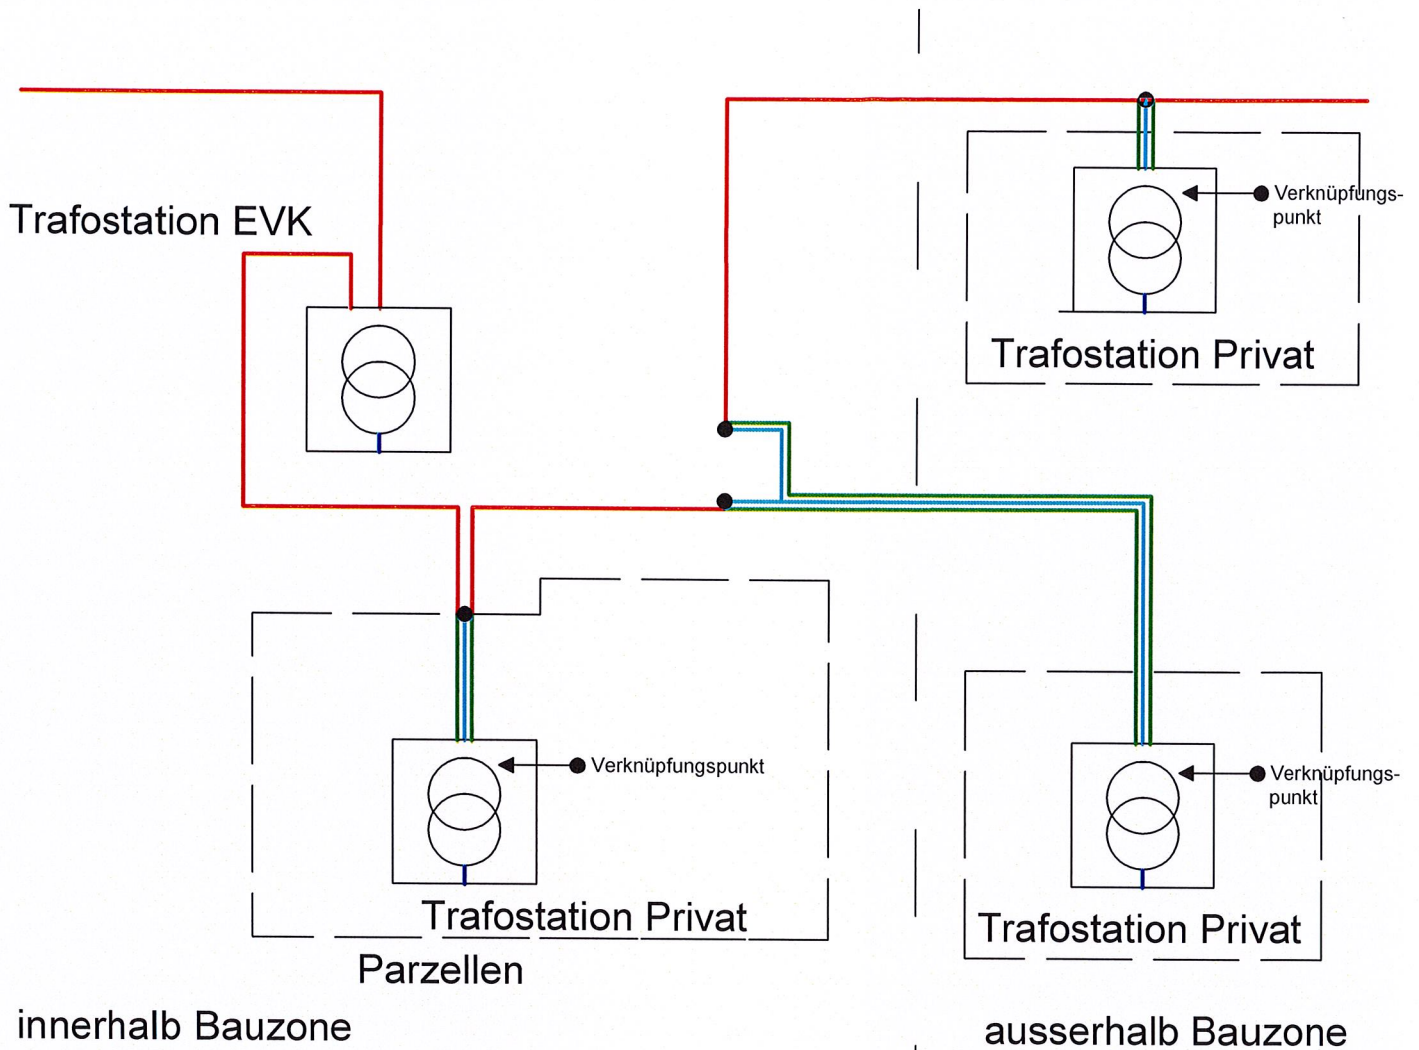 Trafostation EVK
Verknüpfungs-
punkt
Trafostation Privat
Verknüpfungspunkt
Trafostation Privat
Parzellen
innerhalb Bauzone
Verknüpfungs-
punkt
Trafostation Privat
ausserhalb Bauzone